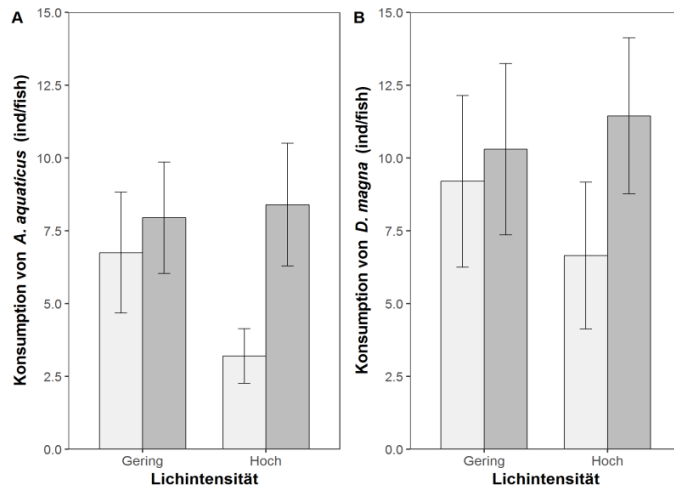 A
Konsumption von A. aquaticus (ind/fish)
15.0
12.5
10.0
7.5
5.0
2.5
0.0
Gering
Hoch
Lichintensität
B
Konsumption von D. magna (ind/fish)
15.0
12.5
10.0
7.5
5.0
2.5
0.0
Gering
Hoch
Lichintensität